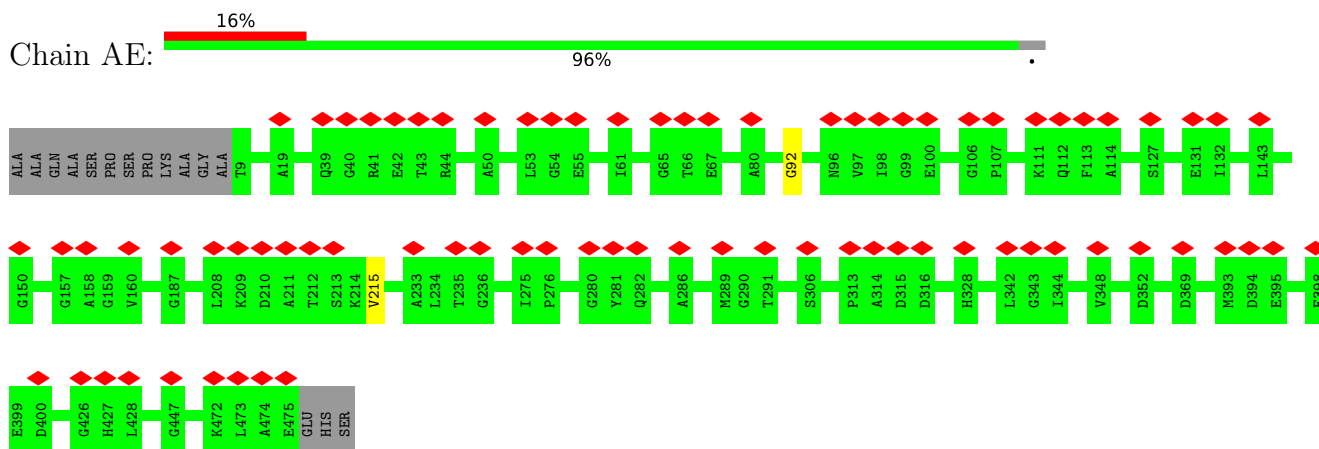 16%
Chain AE:
96%
.
ALA ALA GLN ALA SER PRO SER PRO LYS ALA GLY ALA T9 A19 Q39 G40 R41 E42 T43 R44 A50 L53 G54 E55 I61 G65 T66 E67 A80 G92 N96 V97 I98 G99 E100 G106 P107 K111 Q112 F113 A114 S127 E131 I132 L143
G150 G157 A158 G159 V160 G187 L208 K209 D210 A211 T212 S213 K214 V215 A233 L234 T235 G236 I275 P276 G280 Y281 Q282 A286 M289 G290 T291 S306 P313 A314 D315 D316 H328 L342 G343 I344 V348 D352 D369 M393 D394 E395
E399 D400 G426 H427 L428 G447 K472 L473 A474 E475 GLU HIS SER